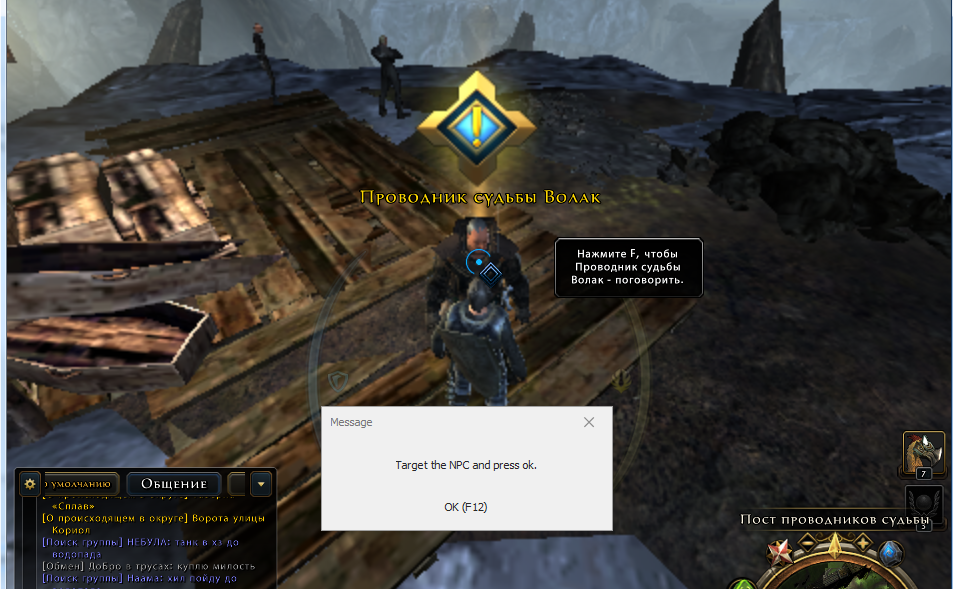 Проводник судьбы Волак
Нажмите F, чтобы
Проводник судьбы
Волак - поговорить.
Message
Target the NPC and press ok.
OK (F12)
7
умолчанию
Общение
«Сплав»
[О происходящем в округе] Ворота улицы
Кориол
[Поиск группы] НЕБУЛА: танк в хз до
водопада
[Обмен] ДоБро в трусах: куплю милость
[Поиск группы] Наама: хил пойду до
Пост проводников судьбы